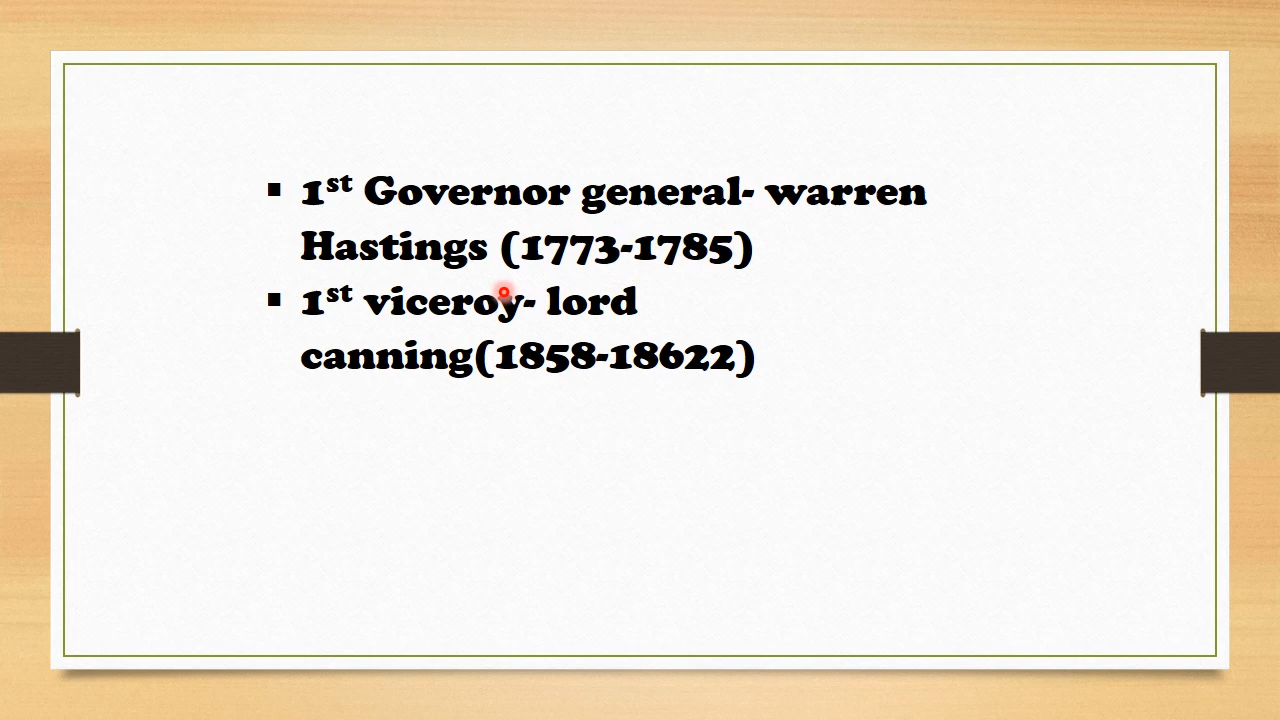 ▪ 1st Governor general- warren
Hastings (1773-1785)
▪ 1st viceroy- lord
canning(1858-18622)